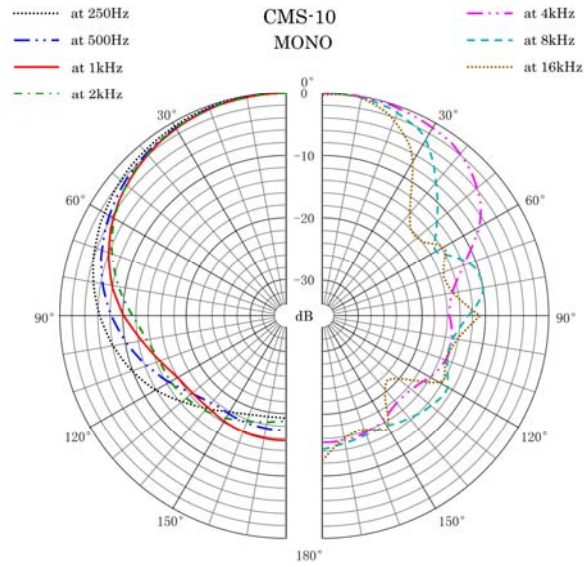 CMS-10
MONO
at 250Hz
at 500Hz
at 1kHz
at 2kHz
at 4kHz
at 8kHz
at 16kHz
0°
0
30°
30°
−10
60°
60°
−20
−30
90°
dB
90°
120°
120°
150°
150°
180°